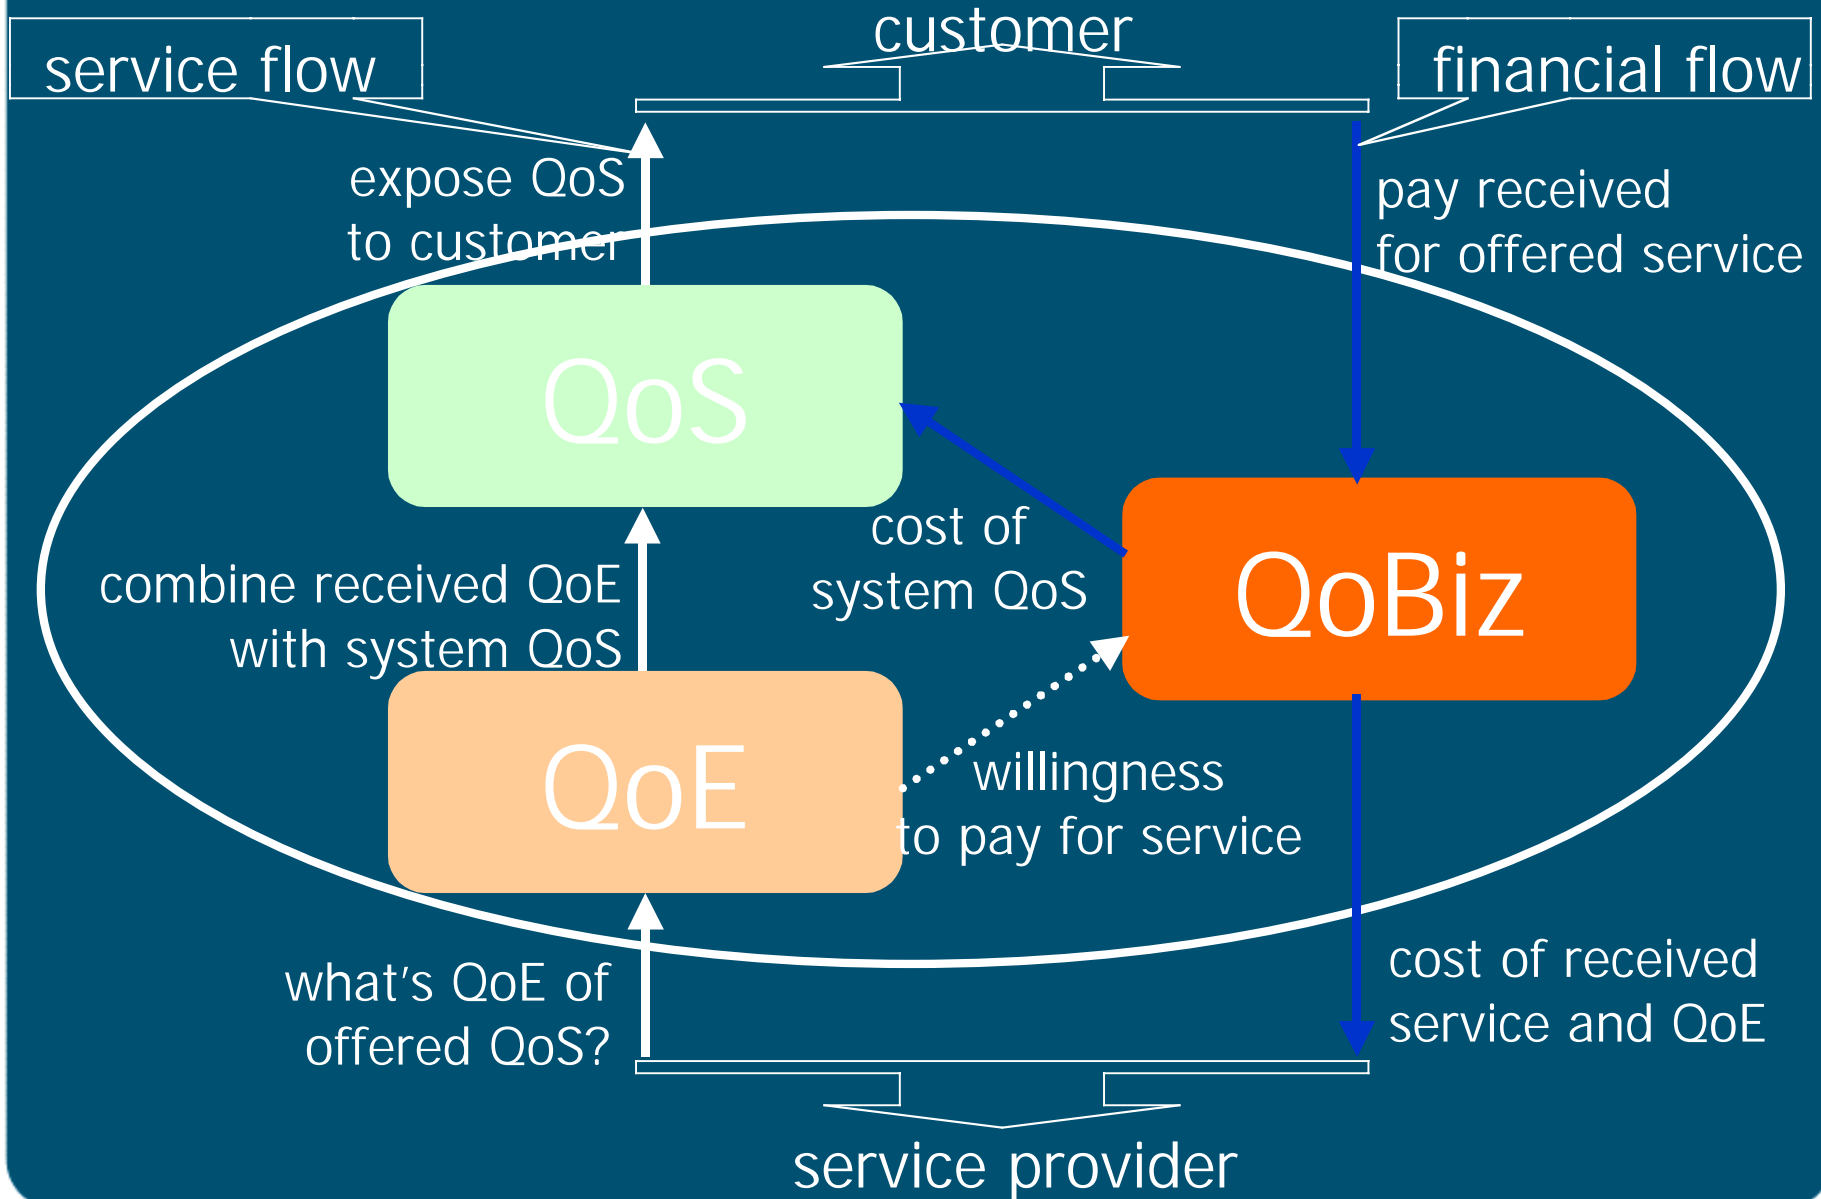 customer
service flow
financial flow
expose QoS
to customer
pay received
for offered service
QoS
cost of
system QoS
QoBiz
combine received QoE
with system QoS
QoE
willingness
to pay for service
what's QoE of
offered QoS?
cost of received
service and QoE
service provider